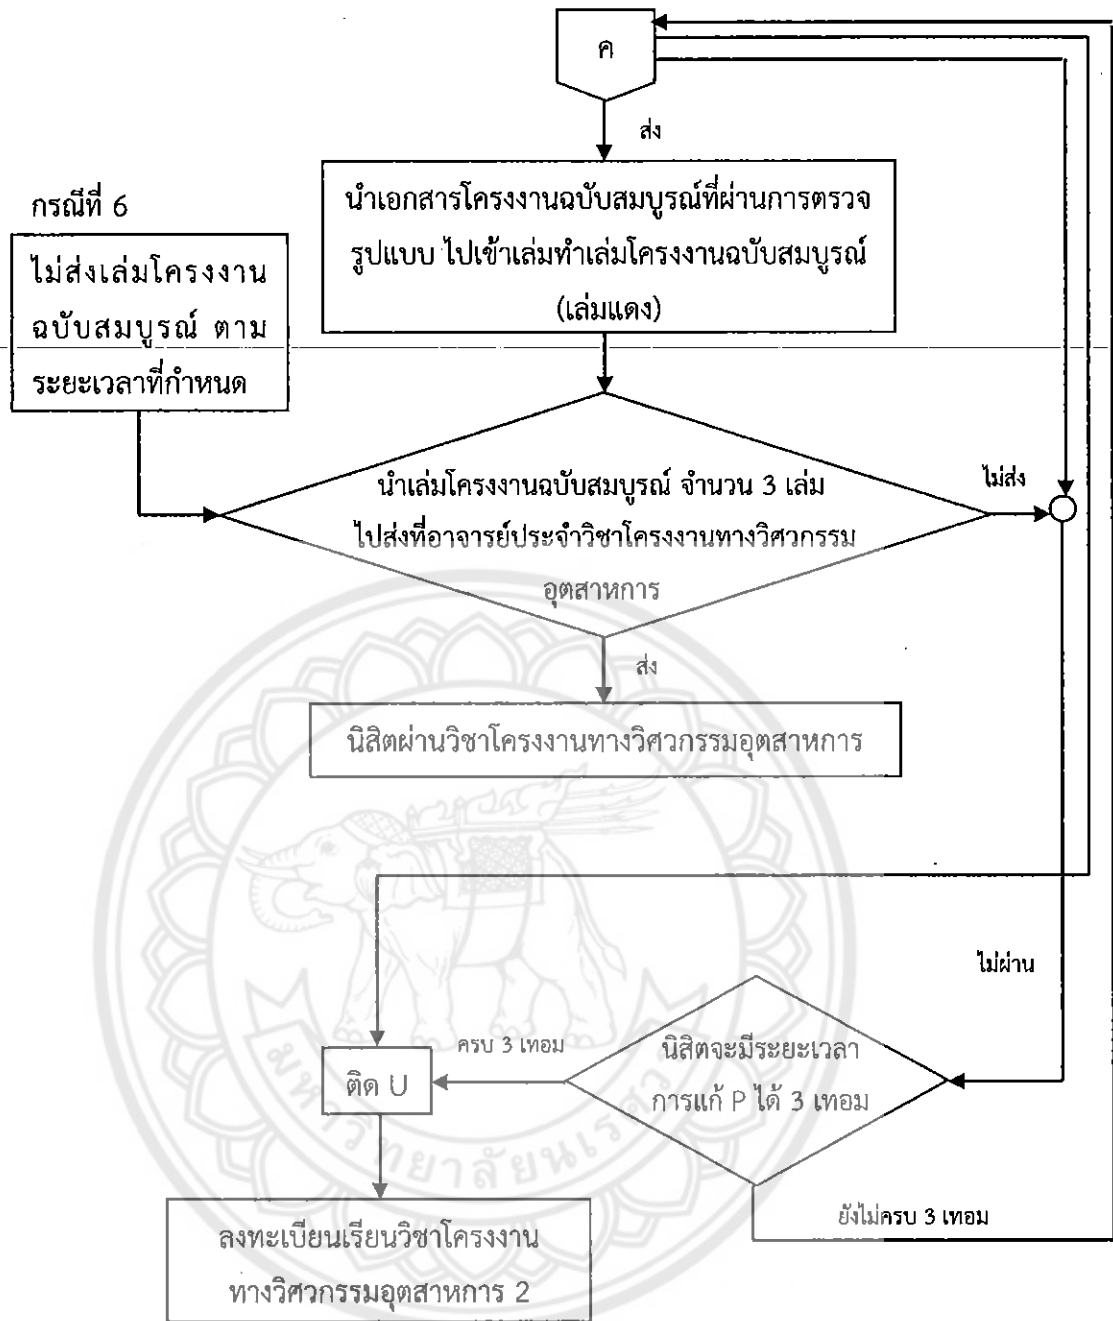 ค
ส่ง
นำเอกสารโครงงานฉบับสมบูรณ์ที่ผ่านการตรวจ
รูปแบบ ไปเข้าเล่มทำเล่มโครงงานฉบับสมบูรณ์
(เล่มแดง)
กรณีที่ 6
ไม่ส่งเล่มโครงงาน
ฉบับสมบูรณ์ ตาม
ระยะเวลาที่กำหนด
นำเล่มโครงงานฉบับสมบูรณ์ จำนวน 3 เล่ม
ไปส่งที่อาจารย์ประจำวิชาโครงงานทางวิศวกรรม
อุตสาหการ
ไม่ส่ง
ส่ง
นิสิตผ่านวิชาโครงงานทางวิศวกรรมอุตสาหการ
ไม่ผ่าน
นิสิตจะมีระยะเวลา
การแก้ P ได้ 3 เทอม
ครบ 3 เทอม
ติด U
ยังไม่ครบ 3 เทอม
ลงทะเบียนเรียนวิชาโครงงาน
ทางวิศวกรรมอุตสาหการ 2
มหาวิทยาลัยนเรศวร